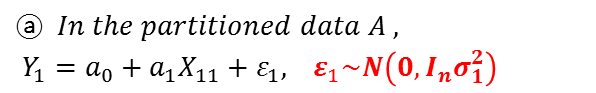 ⓐ In the partitioned data A ,
Y₁ = a₀ + a₁X₁₁ + ε₁, ε₁~N(0, Iₙσ₁²)